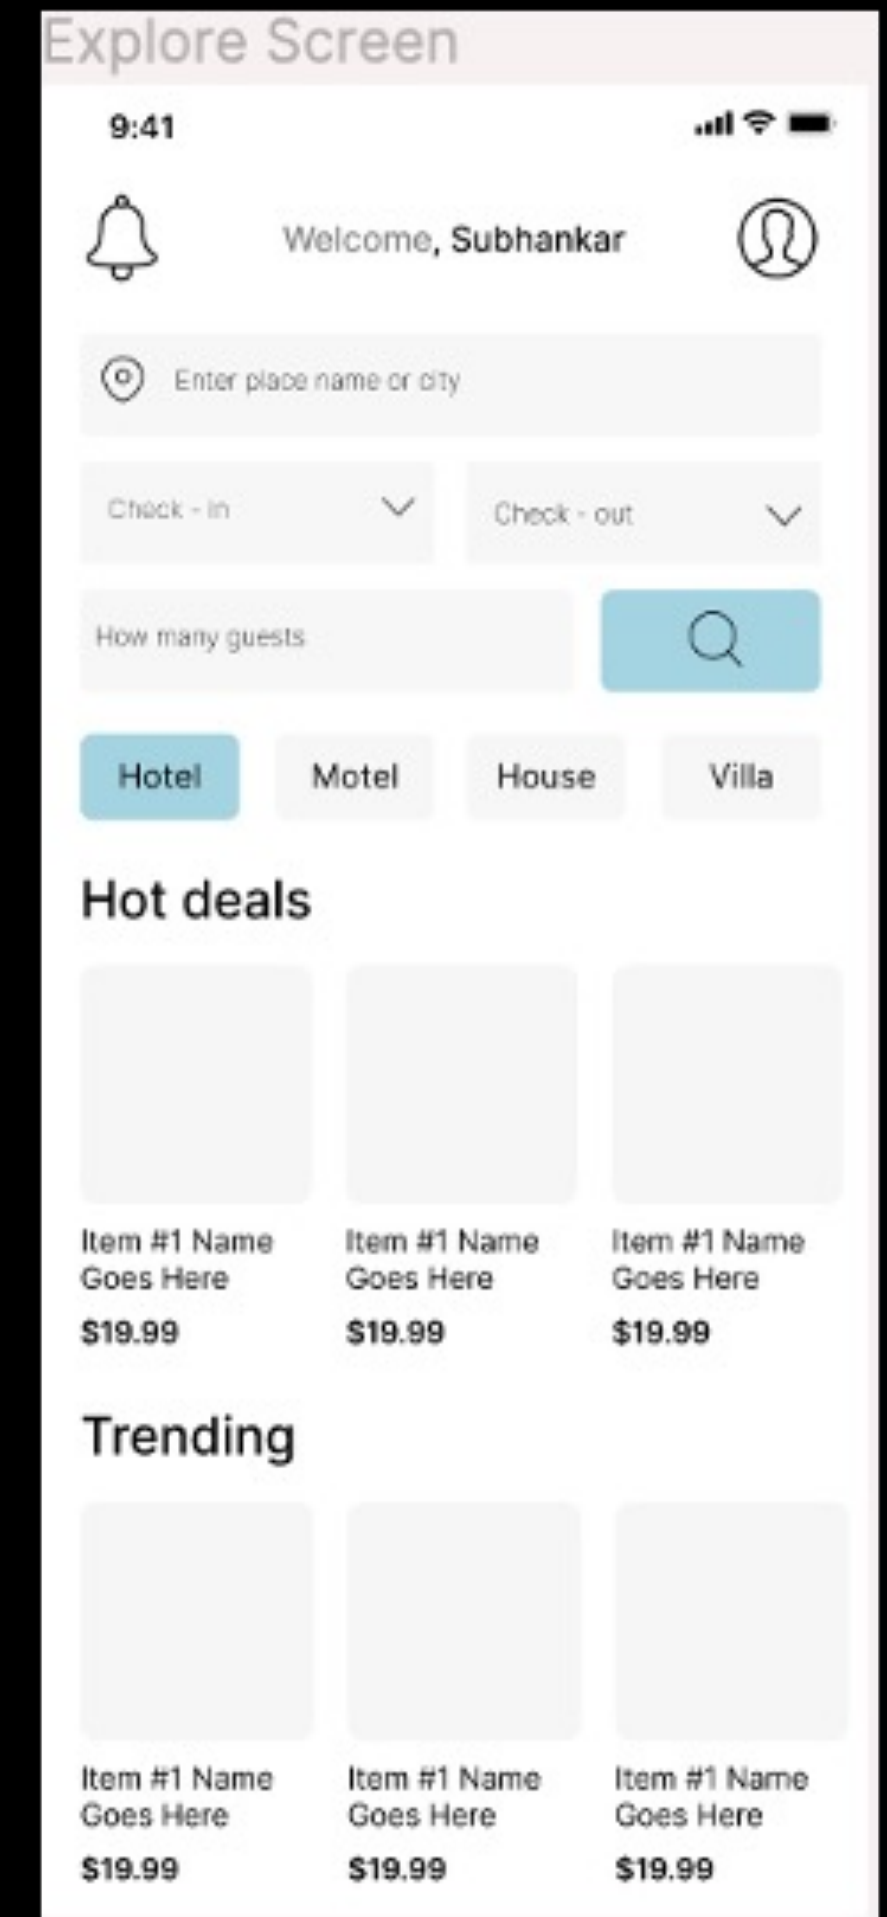 Explore Screen
9:41
Welcome, Subhankar
Enter place name or city
Check - in
Check - out
How many guests
Hotel Motel House Villa
Hot deals
Item #1 Name Item #1 Name Item #1 Name
Goes Here Goes Here Goes Here
$19.99 $19.99 $19.99
Trending
Item #1 Name Item #1 Name Item #1 Name
Goes Here Goes Here Goes Here
$19.99 $19.99 $19.99